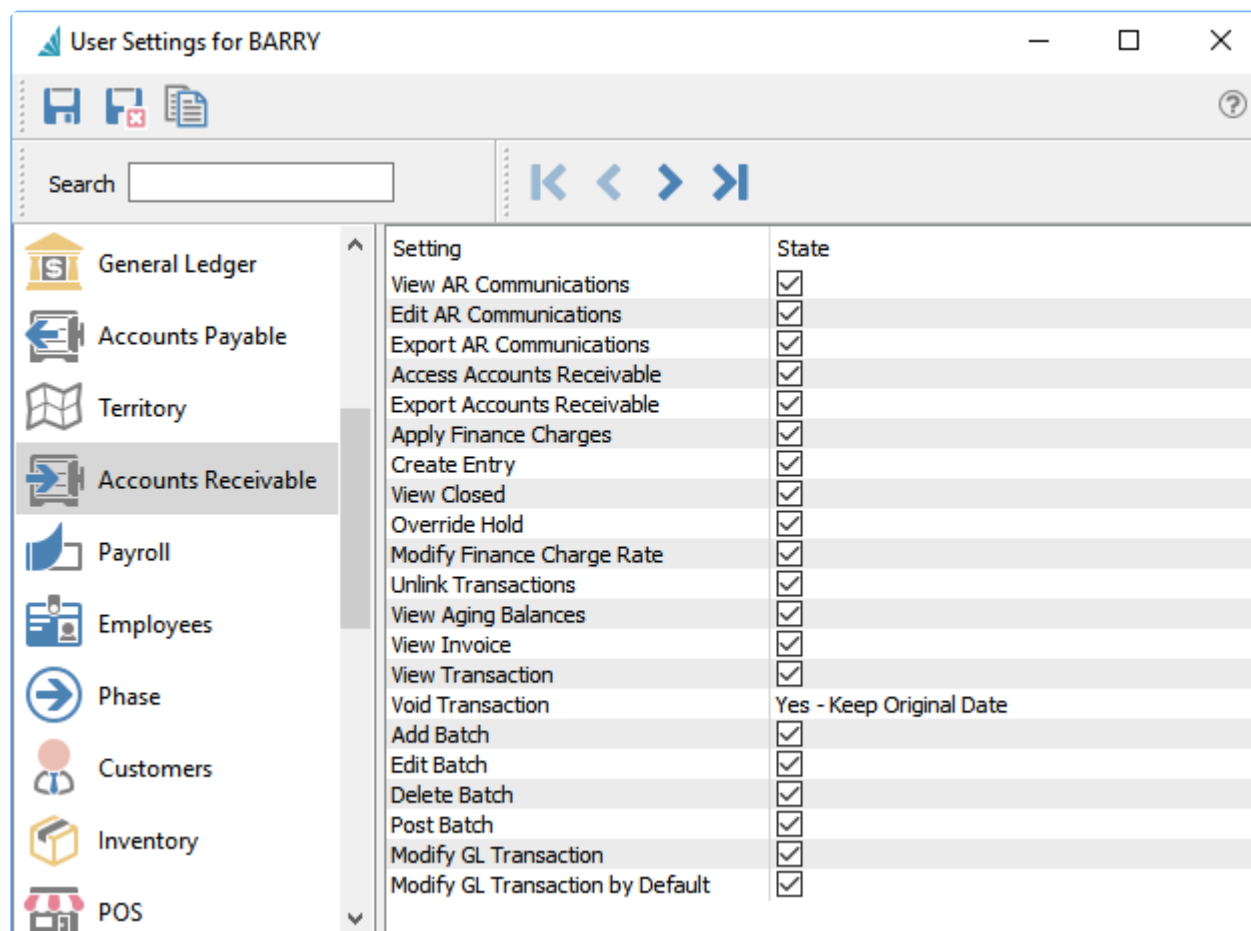 User Settings for BARRY
Search
General Ledger
Accounts Payable
Territory
Accounts Receivable
Payroll
Employees
Phase
Customers
Inventory
POS
Setting State
View AR Communications
Edit AR Communications
Export AR Communications
Access Accounts Receivable
Export Accounts Receivable
Apply Finance Charges
Create Entry
View Closed
Override Hold
Modify Finance Charge Rate
Unlink Transactions
View Aging Balances
View Invoice
View Transaction
Void Transaction Yes - Keep Original Date
Add Batch
Edit Batch
Delete Batch
Post Batch
Modify GL Transaction
Modify GL Transaction by Default